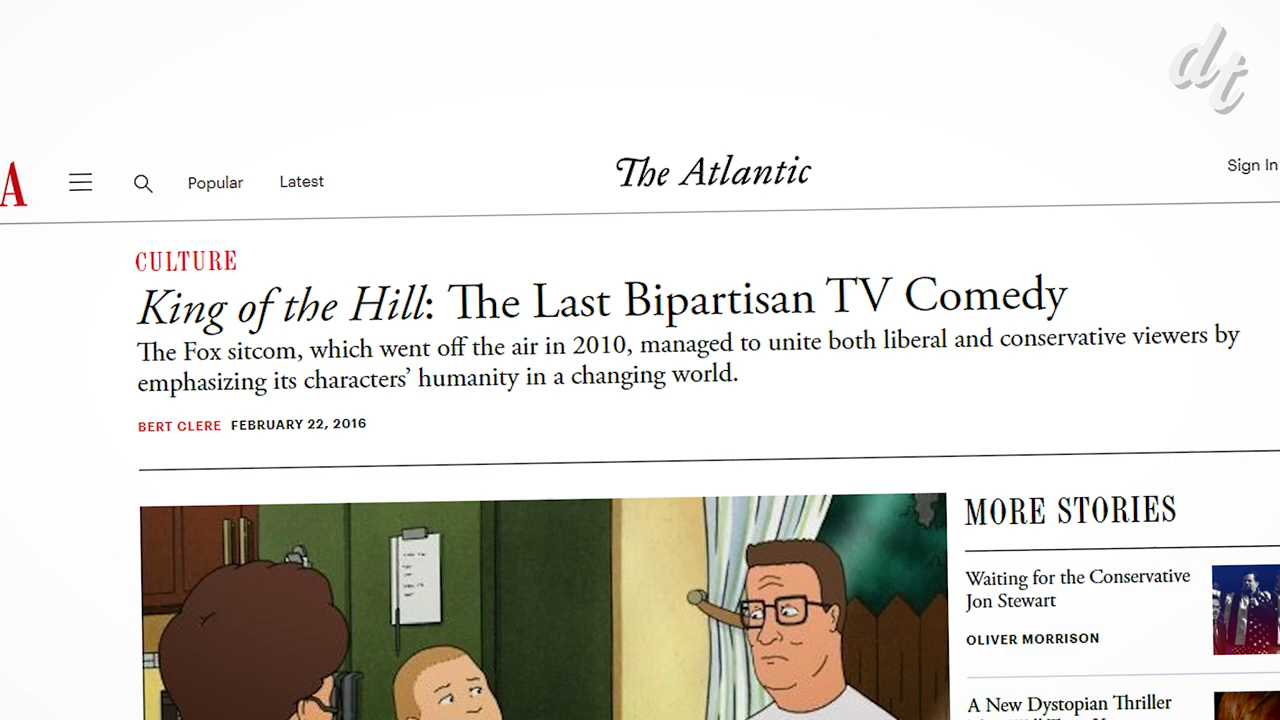 dt
A
Popular
Latest
The Atlantic
Sign In
CULTURE
King of the Hill: The Last Bipartisan TV Comedy
The Fox sitcom, which went off the air in 2010, managed to unite both liberal and conservative viewers by
emphasizing its characters’ humanity in a changing world.
BERT CLERE FEBRUARY 22, 2016
MORE STORIES
Waiting for the Conservative
Jon Stewart
OLIVER MORRISON
A New Dystopian Thriller